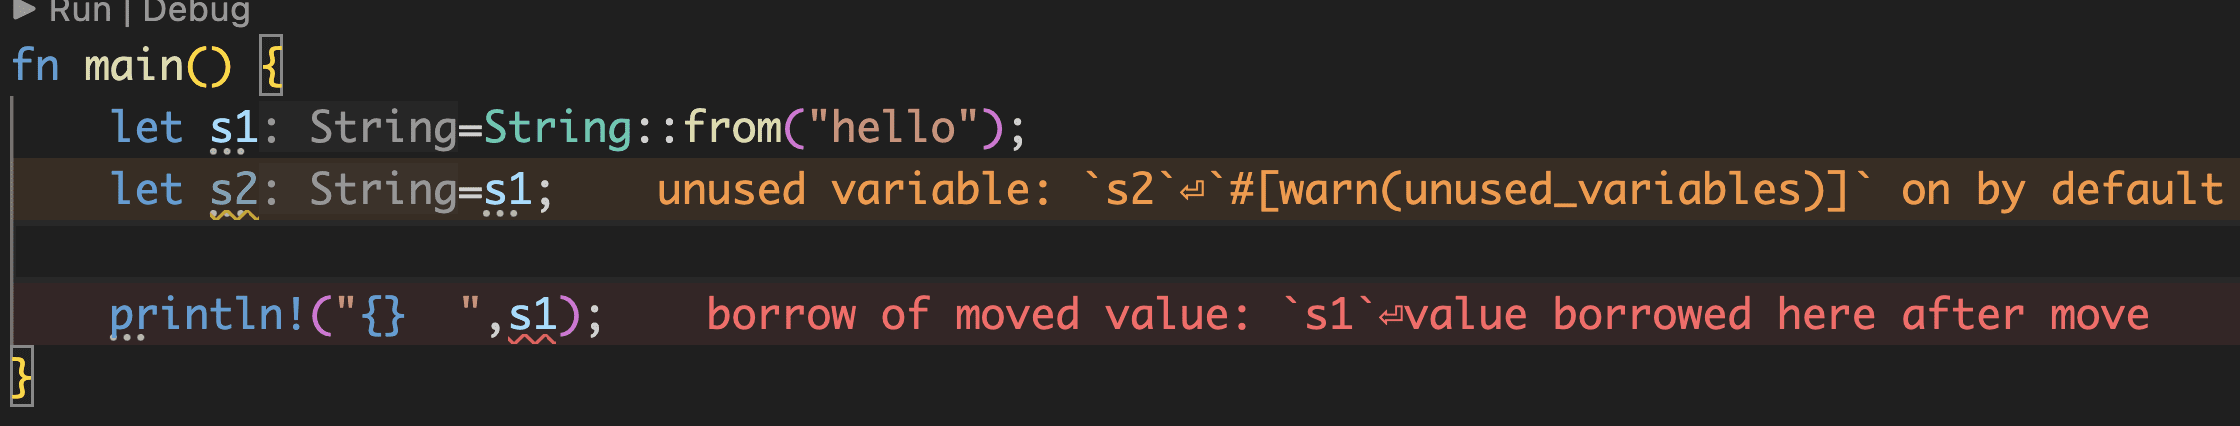 ▶ Run | Debug
fn main() {
    let s1: String=String::from("hello");
    let s2: String=s1;    unused variable: `s2`⏎`#[warn(unused_variables)]` on by default
    println!("{}  ",s1);    borrow of moved value: `s1`⏎value borrowed here after move
}